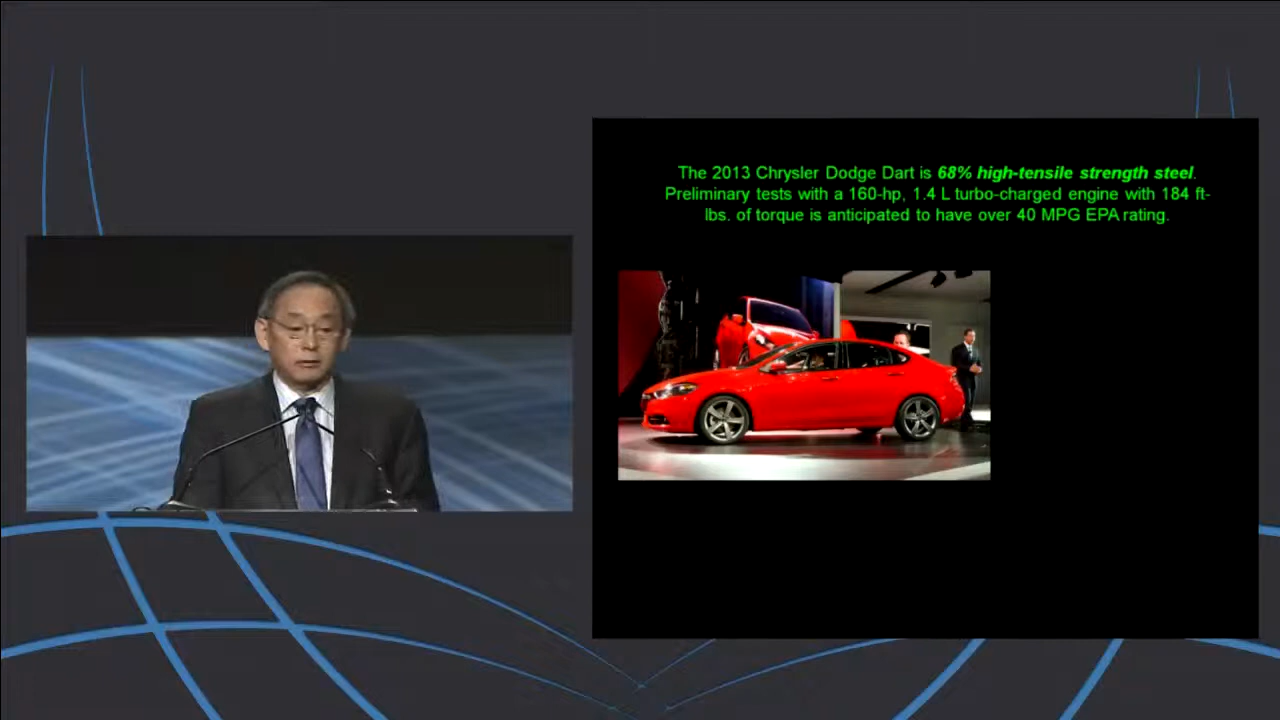 The 2013 Chrysler Dodge Dart is 68% high-tensile strength steel.
Preliminary tests with a 160-hp, 1.4 L turbo-charged engine with 184 ft-
lbs. of torque is anticipated to have over 40 MPG EPA rating.